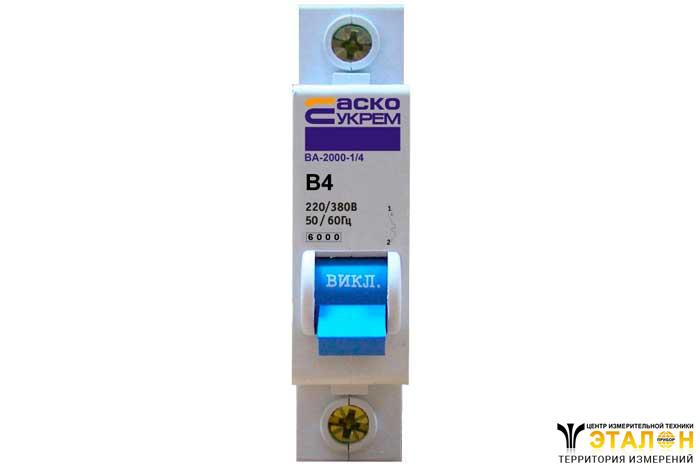 аско
УКРЕМ
ВА-2000-1/4
B4
220/380В
50/60Гц
6000
1
2
ВИКЛ.
ЦЕНТР ИЗМЕРИТЕЛЬНОЙ ТЕХНИКИ
ЭТАЛОН
ПРИБОР
ТЕРРИТОРИЯ ИЗМЕРЕНИЙ